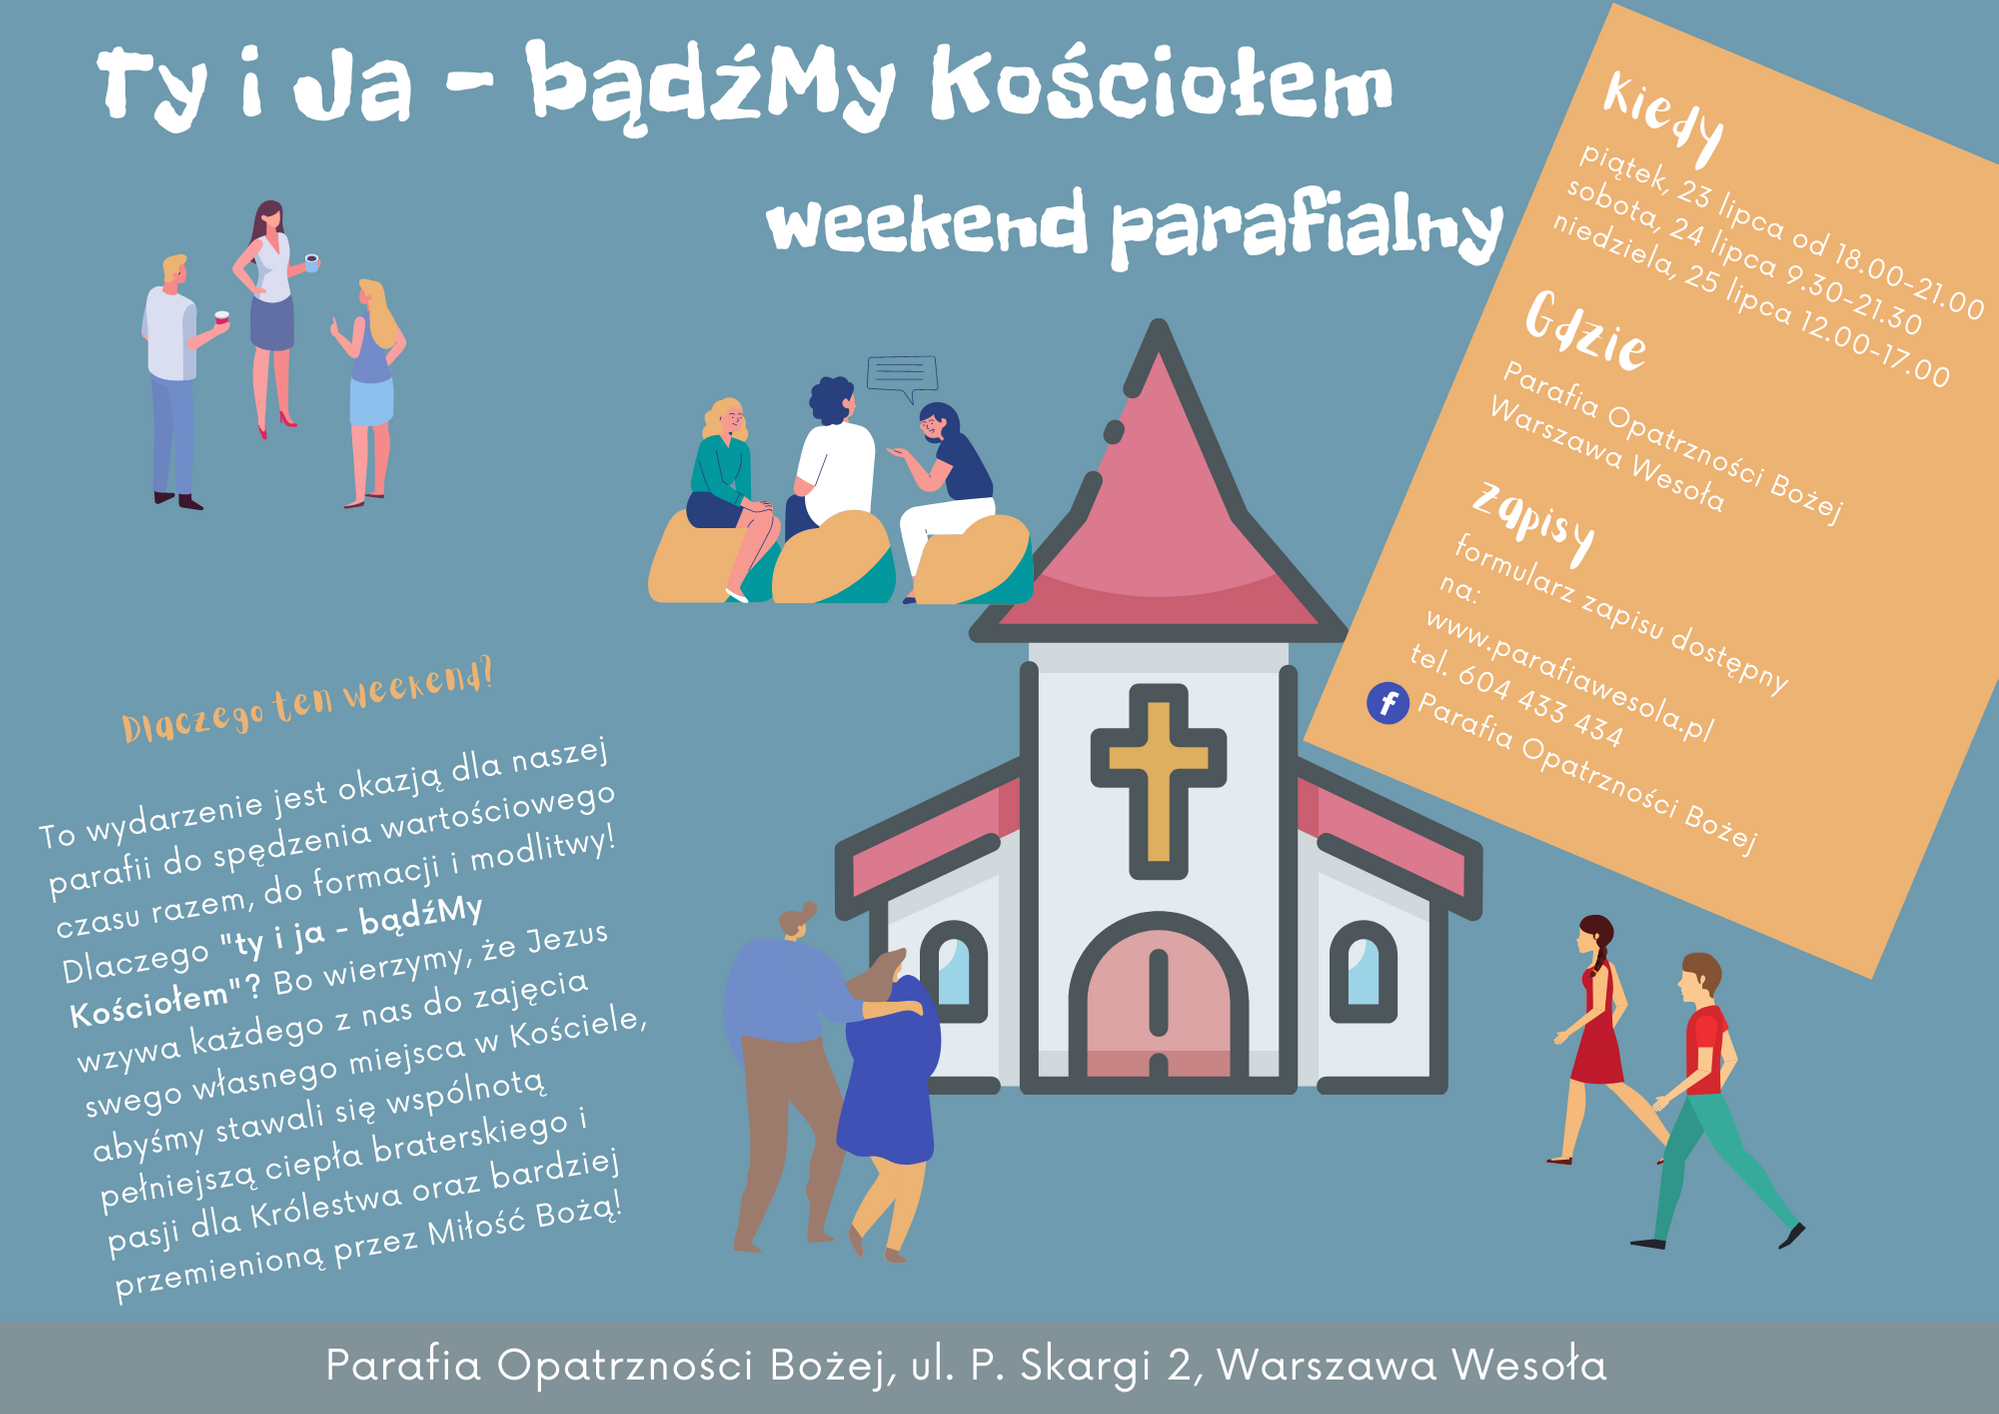 Ty i Ja - bądźMy Kościołem
weekend parafialny
Kiedy
piątek, 23 lipca od 18.00-21.00
sobota, 24 lipca 9.30-21.30
niedziela, 25 lipca 12.00-17.00
Gdzie
Parafia Opatrzności Bożej
Warszawa Wesoła
Zapisy
formularz zapisu dostępny
na:
www.parafiawesola.pl
tel. 604 433 434
f Parafia Opatrzności Bożej
Dlaczego ten weekend?
To wydarzenie jest okazją dla naszej
parafii do spędzenia wartościowego
czasu razem, do formacji i modlitwy!
Dlaczego "ty i ja - bądźMy
Kościołem"? Bo wierzymy, że Jezus
wzywa każdego z nas do zajęcia
swego własnego miejsca w Kościele,
abyśmy stawali się wspólnotą
pełniejszą ciepła braterskiego i
pasji dla Królestwa oraz bardziej
przemienioną przez Miłość Bożą!
Parafia Opatrzności Bożej, ul. P. Skargi 2, Warszawa Wesoła